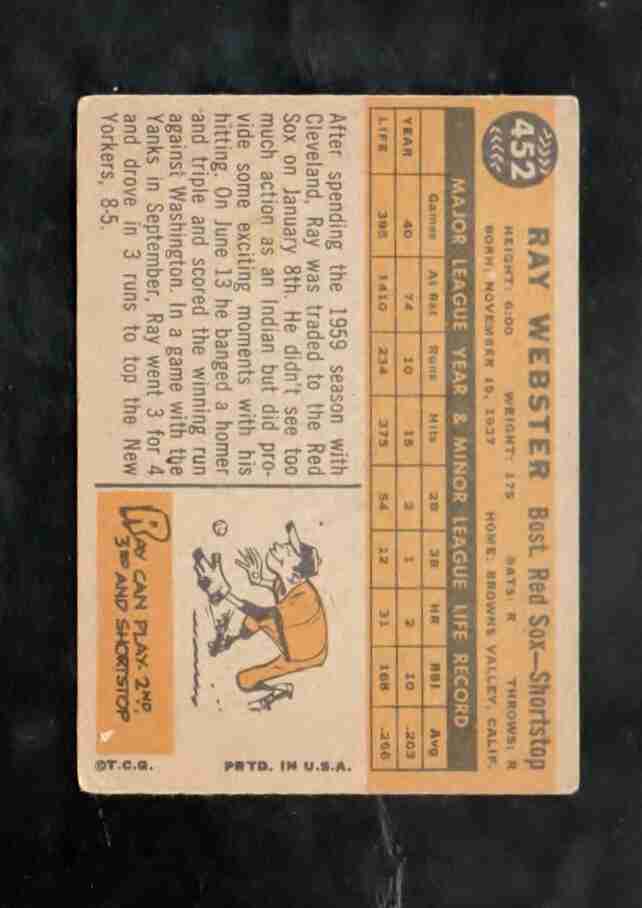 452
RAY WEBSTER Bost. Red Sox—Shortstop
HEIGHT: 6:00 WEIGHT: 175 BATS: R THROWS: R
BORN: NOVEMBER 19, 1937 HOME: BROWNS VALLEY, CALIF.
MAJOR LEAGUE YEAR & MINOR LEAGUE LIFE RECORD
Games At Bat Runs Hits 2B 3B HR RBI Avg
YEAR 40 74 10 15 2 1 2 10 .203
LIFE 395 1410 234 375 54 12 31 168 .266
After spending the 1959 season with
Cleveland, Ray was traded to the Red
Sox on January 8th. He didn't see too
much action as an Indian but did pro-
vide some exciting moments with his
hitting. On June 13 he banged a homer
and triple and scored the winning run
against Washington. In a game with the
Yanks in September, Ray went 3 for 4
and drove in 3 runs to top the New
Yorkers, 8-5.
RAY CAN PLAY 2ND,
3RD AND SHORTSTOP
©T.C.G. PRTD. IN U.S.A.